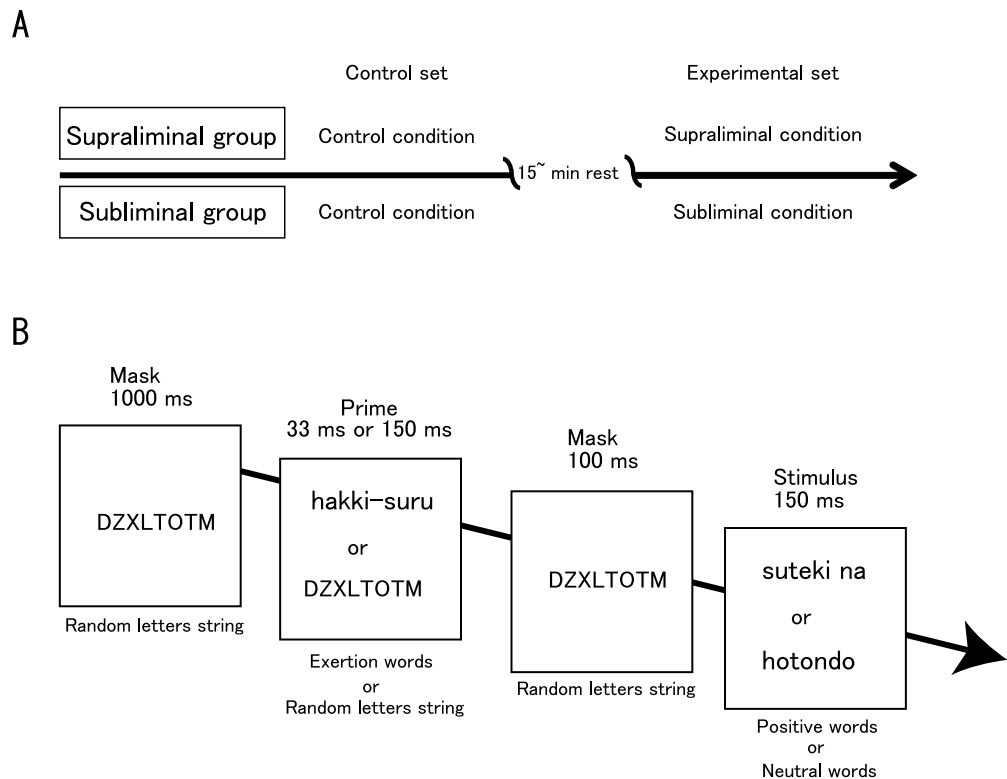 A
Control set
Experimental set
Supraliminal group
Control condition
Supraliminal condition
15~ min rest
Subliminal group
Control condition
Subliminal condition
B
Mask
1000 ms
DZXLTOTM
Random letters string
Prime
33 ms or 150 ms
hakki-suru
or
DZXLTOTM
Exertion words
or
Random letters string
Mask
100 ms
DZXLTOTM
Random letters string
Stimulus
150 ms
suteki na
or
hotondo
Positive words
or
Neutral words